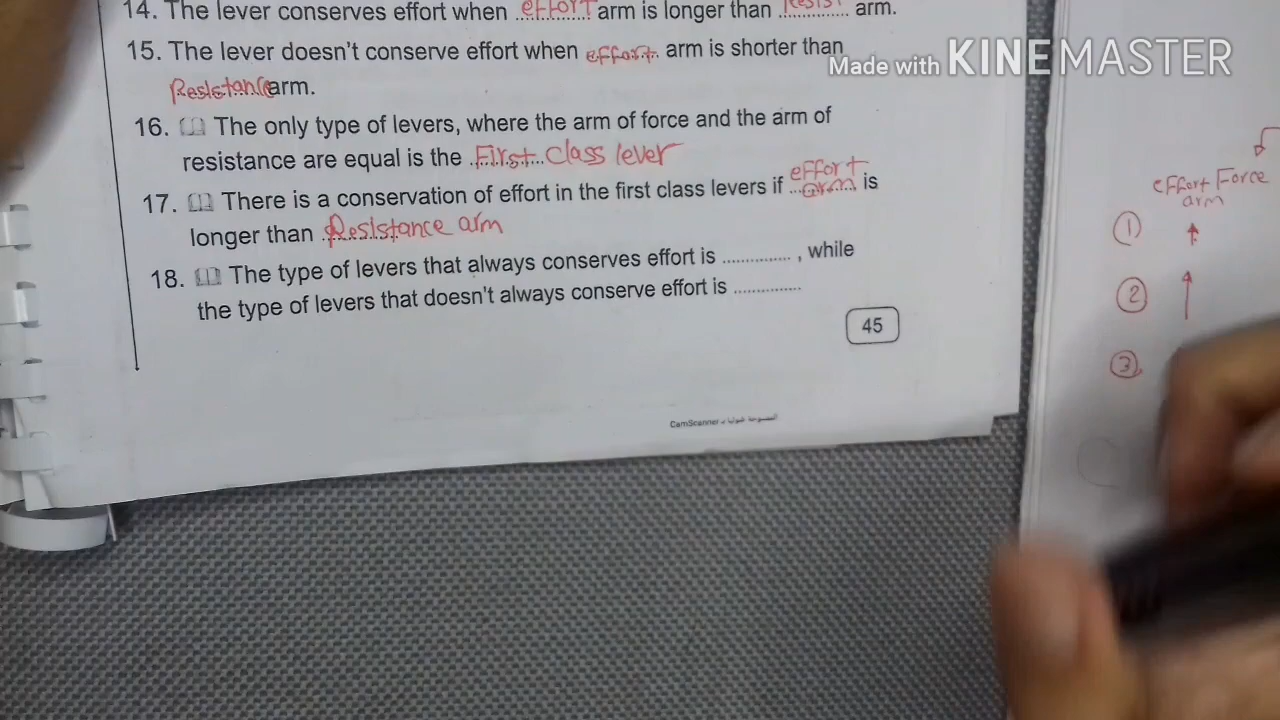 14. The lever conserves effort when effort arm is longer than Resist arm.
15. The lever doesn't conserve effort when effort arm is shorter than
Resistance arm.
16. The only type of levers, where the arm of force and the arm of
resistance are equal is the First class lever
17. There is a conservation of effort in the first class levers if effort arm is
longer than Resistance arm
18. The type of levers that always conserves effort is .............. , while
the type of levers that doesn't always conserve effort is ..............
45
CamScanner
Made with KINEMASTER
effort Force
arm
1
2
3